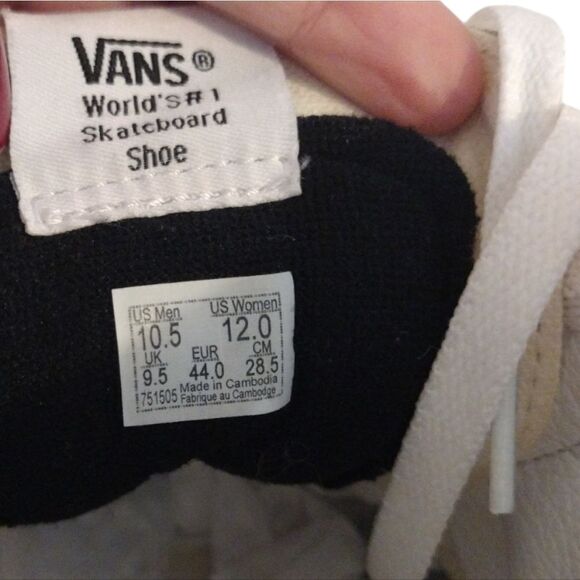 VANS®
World's #1
Skateboard
Shoe
US Men US Women
10.5 12.0
UK EUR CM
9.5 44.0 28.5
751505 Made in Cambodia
Fabrique au Cambodge